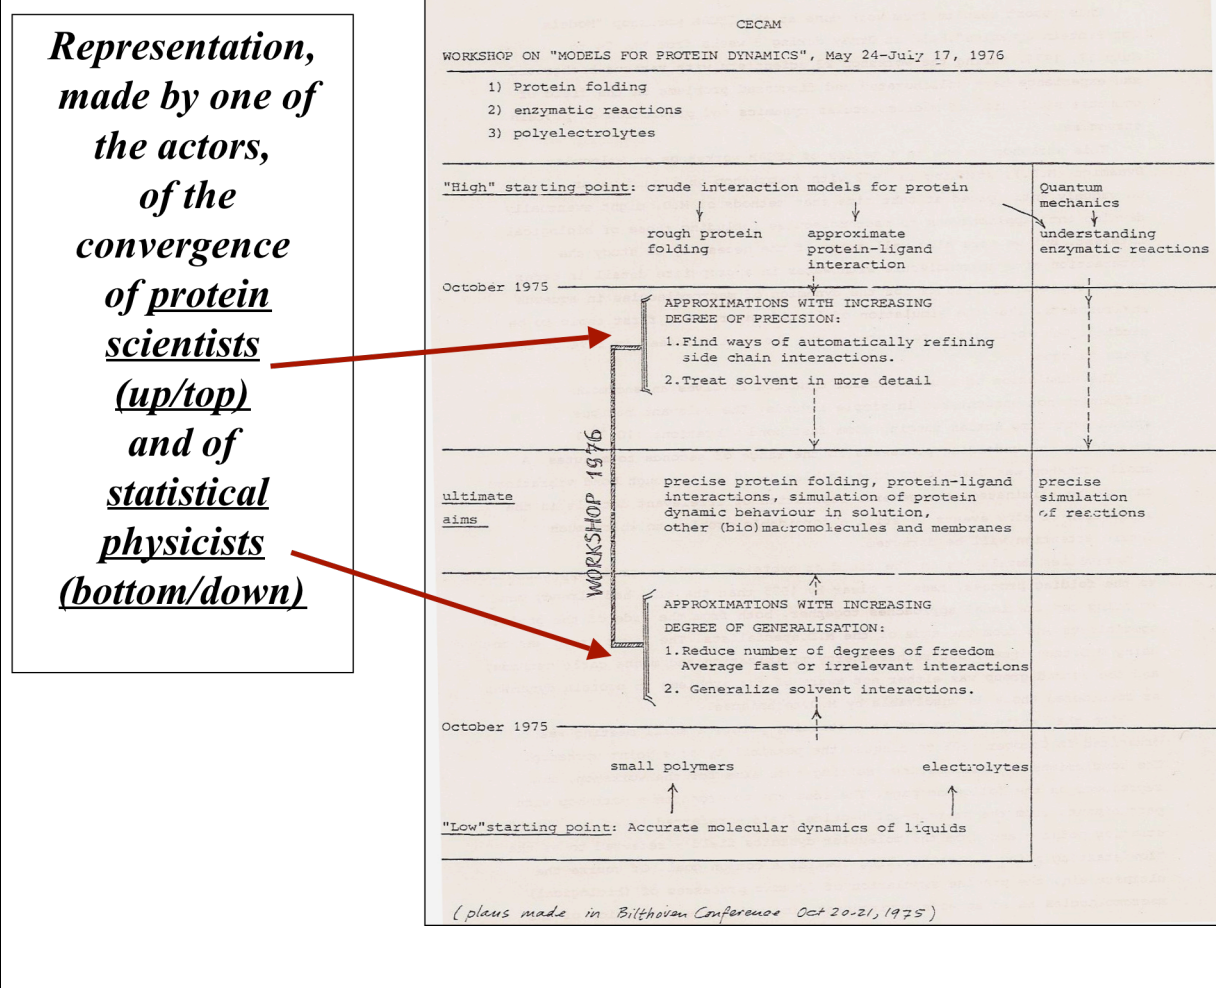 Representation,
made by one of
the actors,
of the
convergence
of protein
scientists
(up/top)
and of
statistical
physicists
(bottom/down)
CECAM
WORKSHOP ON "MODELS FOR PROTEIN DYNAMICS", May 24-July 17, 1976
1) Protein folding
2) enzymatic reactions
3) polyelectrolytes
"High" starting point: crude interaction models for protein
Quantum
mechanics
rough protein
folding
approximate
protein-ligand
interaction
understanding
enzymatic reactions
October 1975
APPROXIMATIONS WITH INCREASING
DEGREE OF PRECISION:
1.Find ways of automatically refining
side chain interactions.
2.Treat solvent in more detail
WORKSHOP 1976
ultimate
aims
precise protein folding, protein-ligand
interactions, simulation of protein
dynamic behaviour in solution,
other (bio)macromolecules and membranes
precise
simulation
of reactions
APPROXIMATIONS WITH INCREASING
DEGREE OF GENERALISATION:
1.Reduce number of degrees of freedom
Average fast or irrelevant interactions
2. Generalize solvent interactions.
October 1975
small polymers
electrolytes
"Low"starting point: Accurate molecular dynamics of liquids
(plans made in Bilthoven Conference Oct 20-21, 1975)